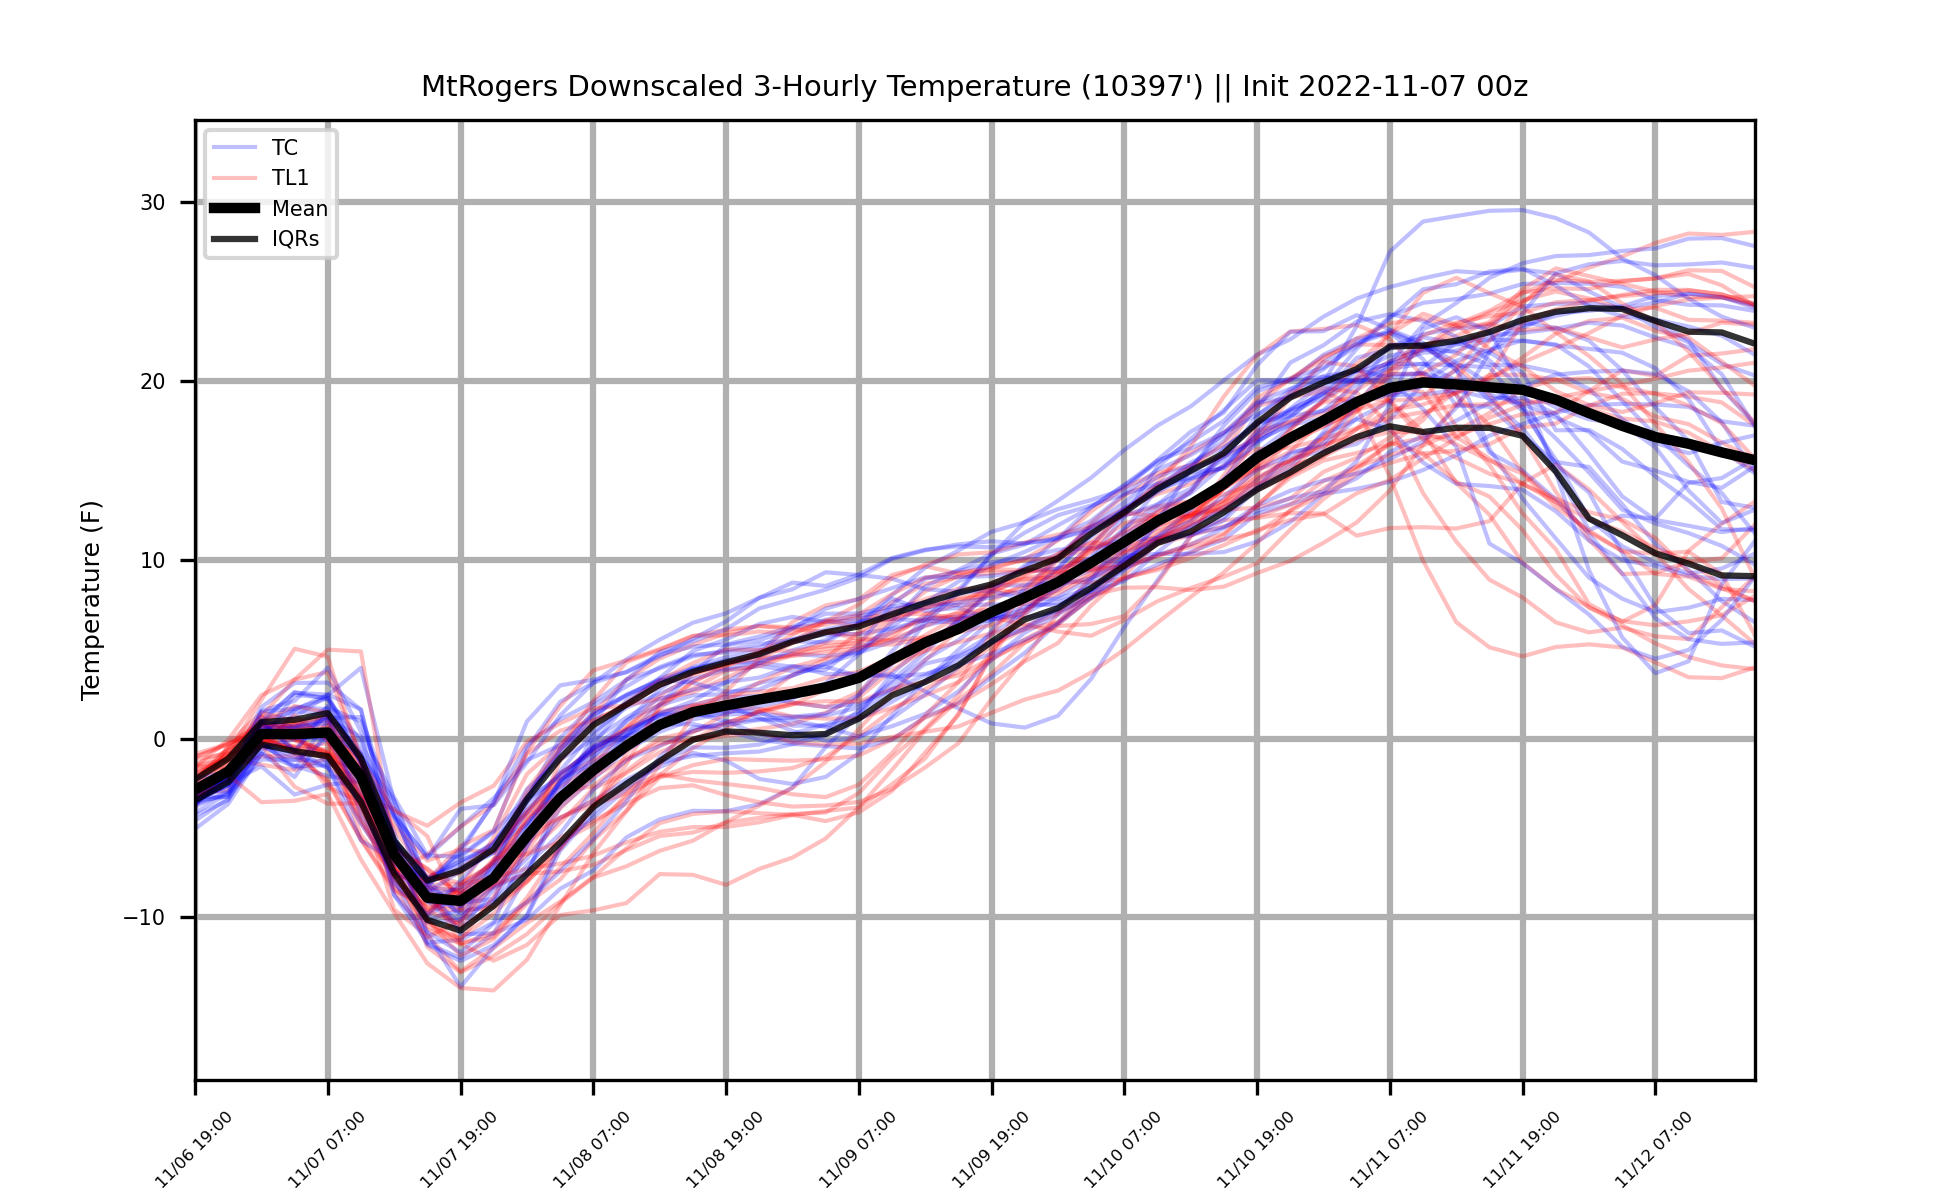 MtRogers Downscaled 3-Hourly Temperature (10397') || Init 2022-11-07 00z
TC
TL1
Mean
IQRs
Temperature (F)
30
20
10
0
−10
11/06 19:00
11/07 07:00
11/07 19:00
11/08 07:00
11/08 19:00
11/09 07:00
11/09 19:00
11/10 07:00
11/10 19:00
11/11 07:00
11/11 19:00
11/12 07:00